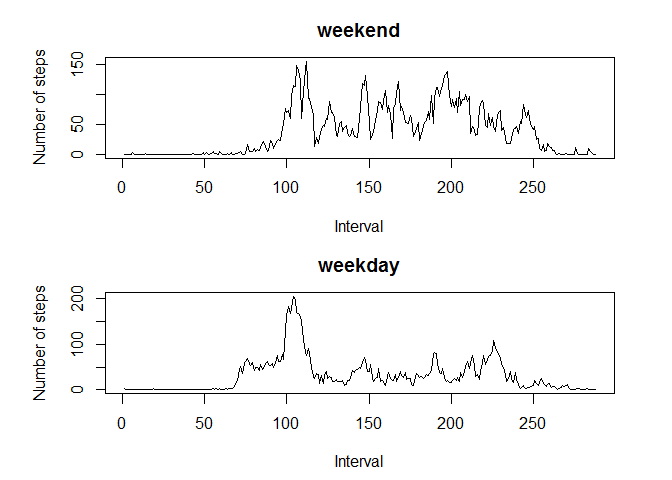 weekend
Number of steps
150
50
0
0 50 100 150 200 250
Interval
weekday
Number of steps
200
100
0
0 50 100 150 200 250
Interval